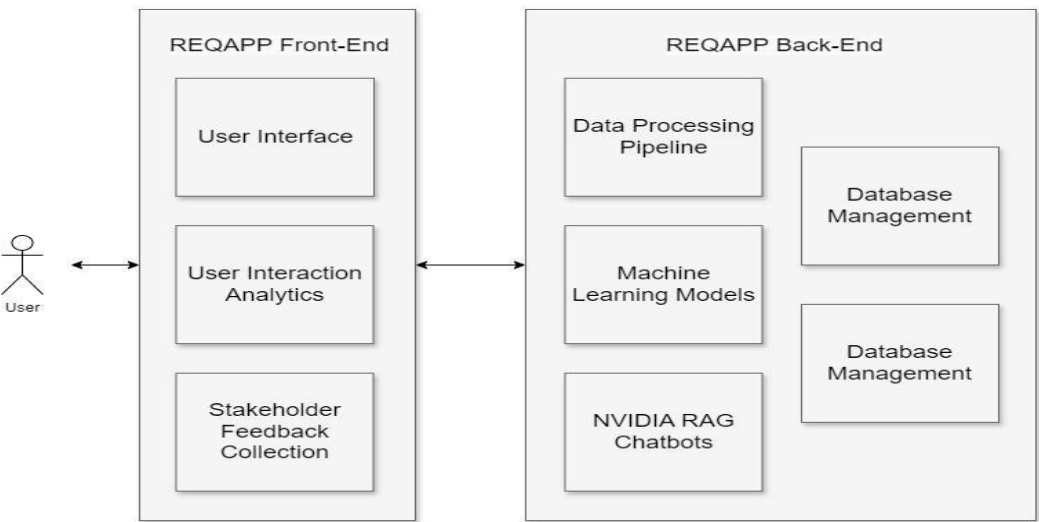 REQAPP Front-End
User Interface
User Interaction
Analytics
Stakeholder
Feedback
Collection
User
REQAPP Back-End
Data Processing
Pipeline
Machine
Learning Models
NVIDIA RAG
Chatbots
Database
Management
Database
Management